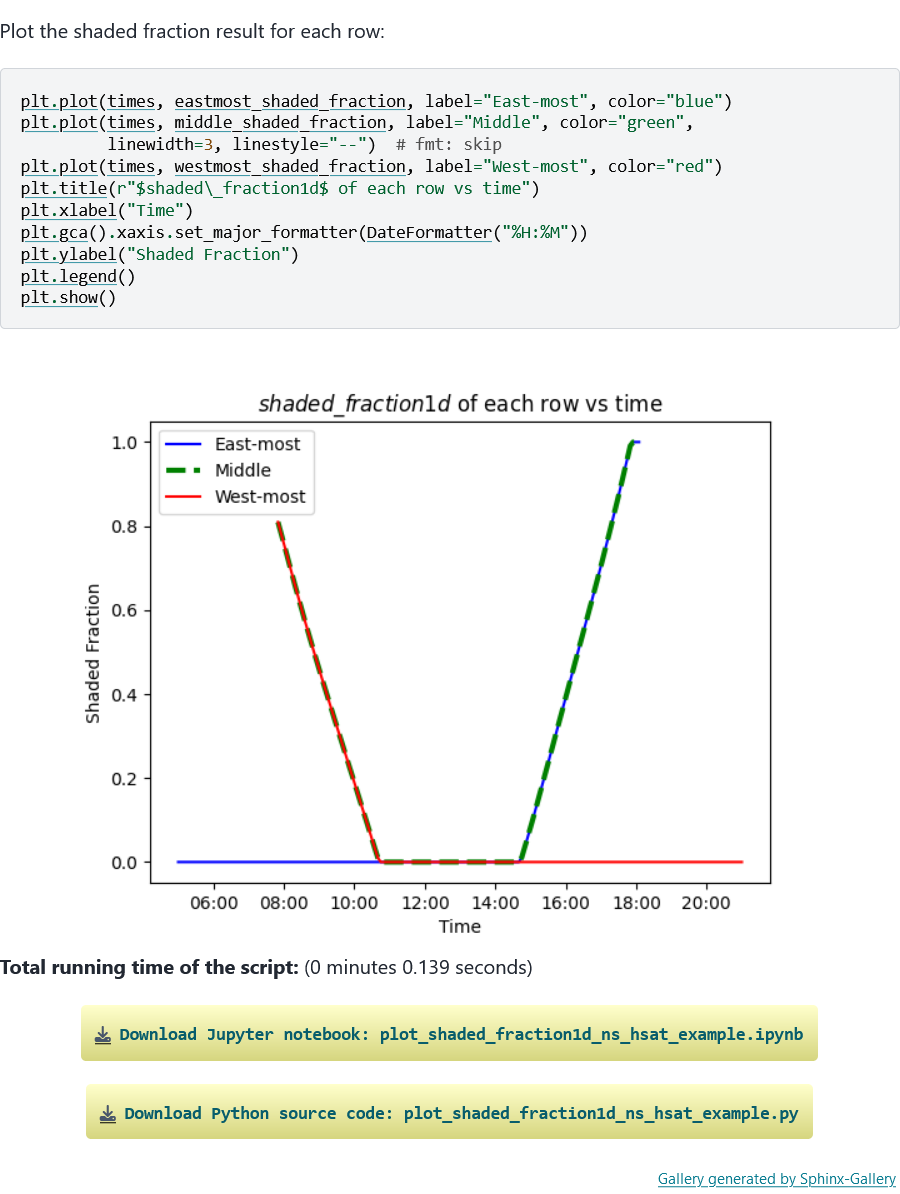 Plot the shaded fraction result for each row:
plt.plot(times, eastmost_shaded_fraction, label="East-most", color="blue")
plt.plot(times, middle_shaded_fraction, label="Middle", color="green",
        linewidth=3, linestyle="--")  # fmt: skip
plt.plot(times, westmost_shaded_fraction, label="West-most", color="red")
plt.title(r"$shaded\_fraction1d$ of each row vs time")
plt.xlabel("Time")
plt.gca().xaxis.set_major_formatter(DateFormatter("%H:%M"))
plt.ylabel("Shaded Fraction")
plt.legend()
plt.show()
shaded_fraction1d of each row vs time
East-most
Middle
West-most
1.0
0.8
0.6
0.4
0.2
0.0
Shaded Fraction
06:00 08:00 10:00 12:00 14:00 16:00 18:00 20:00
Time
Total running time of the script: (0 minutes 0.139 seconds)
Download Jupyter notebook: plot_shaded_fraction1d_ns_hsat_example.ipynb
Download Python source code: plot_shaded_fraction1d_ns_hsat_example.py
Gallery generated by Sphinx-Gallery